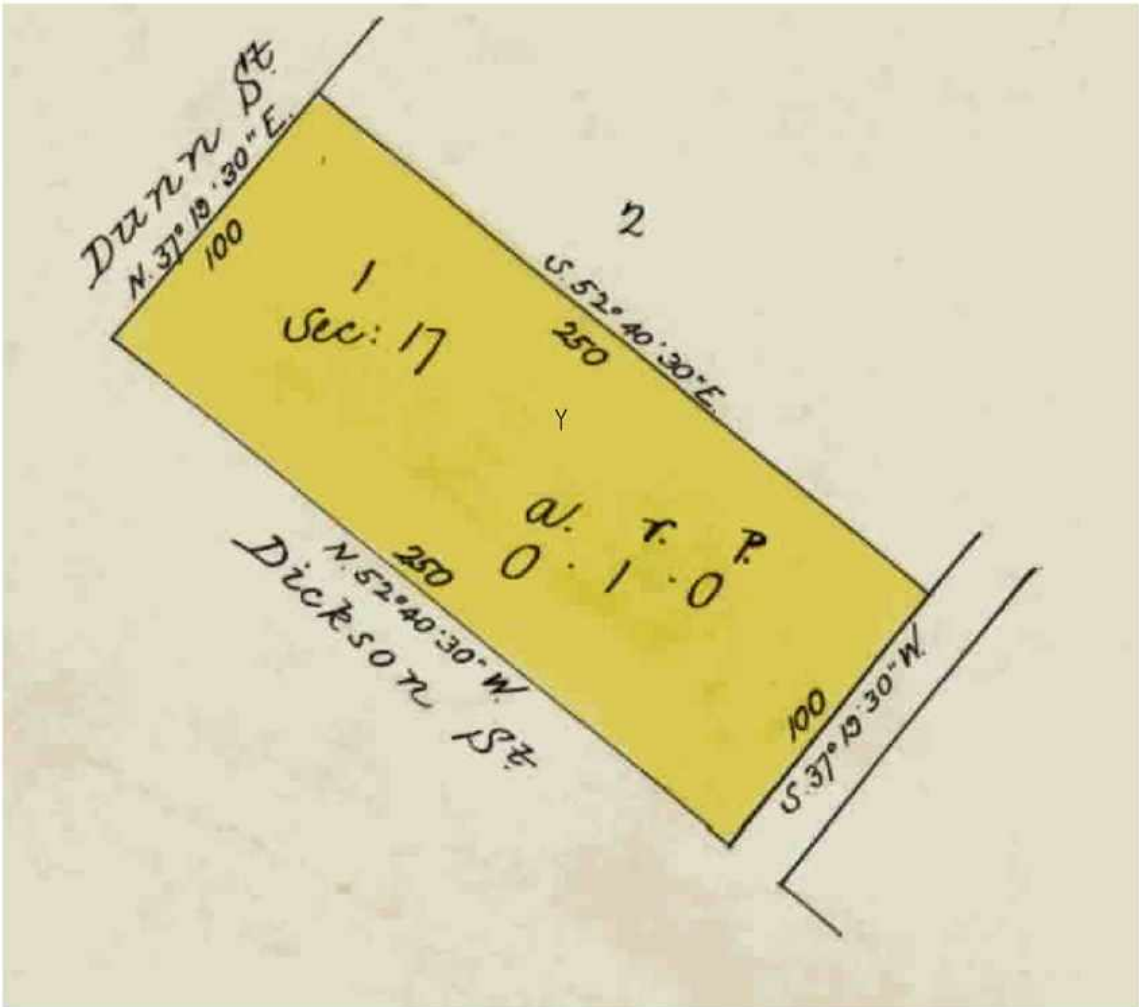 Dunn St.
N. 37° 19' 30" E.
100
2
1
Sec: 17
S. 52° 40' 30" E.
250
Y
a. r. P.
0 . 1 . 0
250
N. 52° 40' 30" W.
Dickson St.
100
S. 37° 19' 30" W.